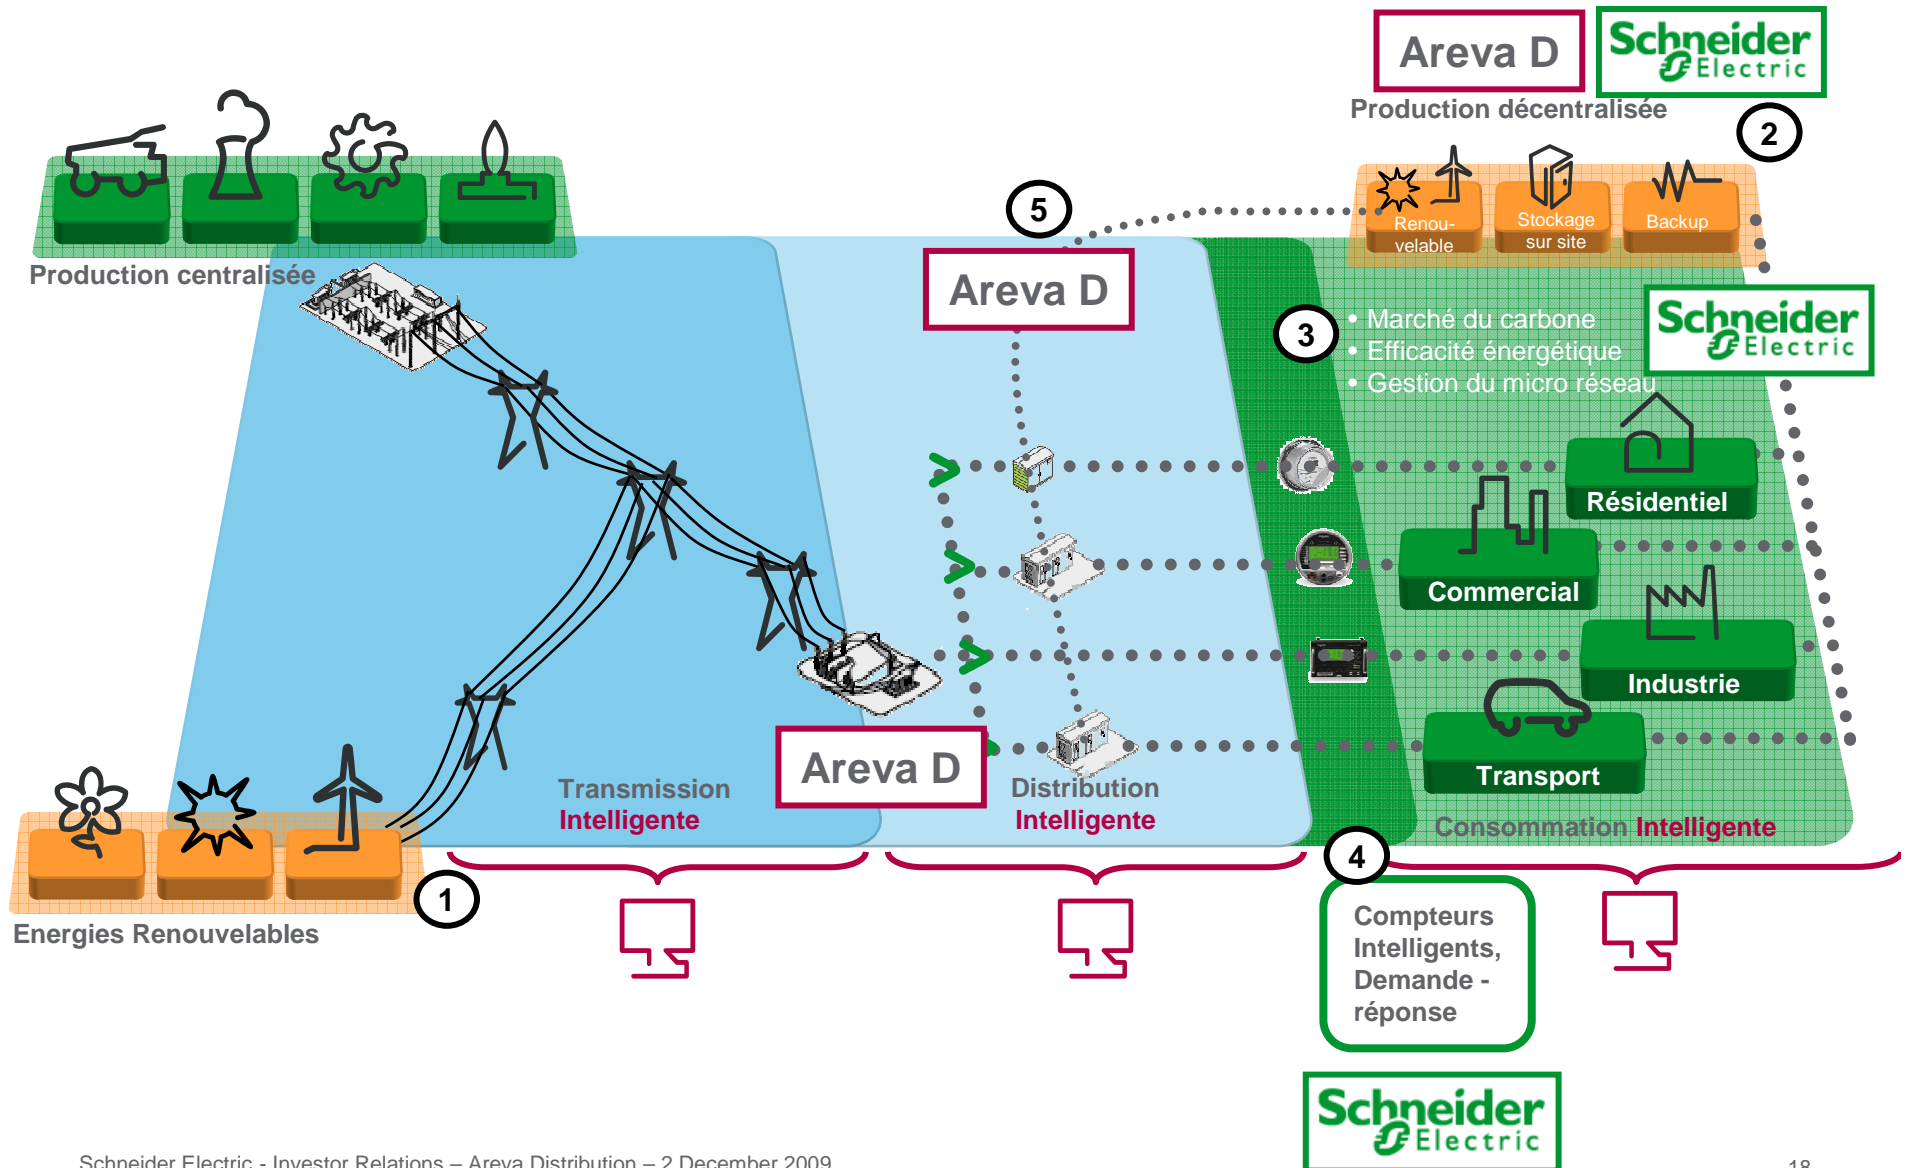 Areva D
Schneider
Electric
Production décentralisée
2
Renou-
velable
Stockage
sur site
Backup
Production centralisée
5
Areva D
3
• Marché du carbone
• Efficacité énergétique
• Gestion du micro réseau
Schneider
Electric
Résidentiel
Commercial
Industrie
Transport
Areva D
Transmission
Intelligente
Distribution
Intelligente
Consommation Intelligente
1
Energies Renouvelables
4
Compteurs
Intelligents,
Demande -
réponse
Schneider
Electric
Schneider Electric - Investor Relations – Areva Distribution – 2 December 2009
18